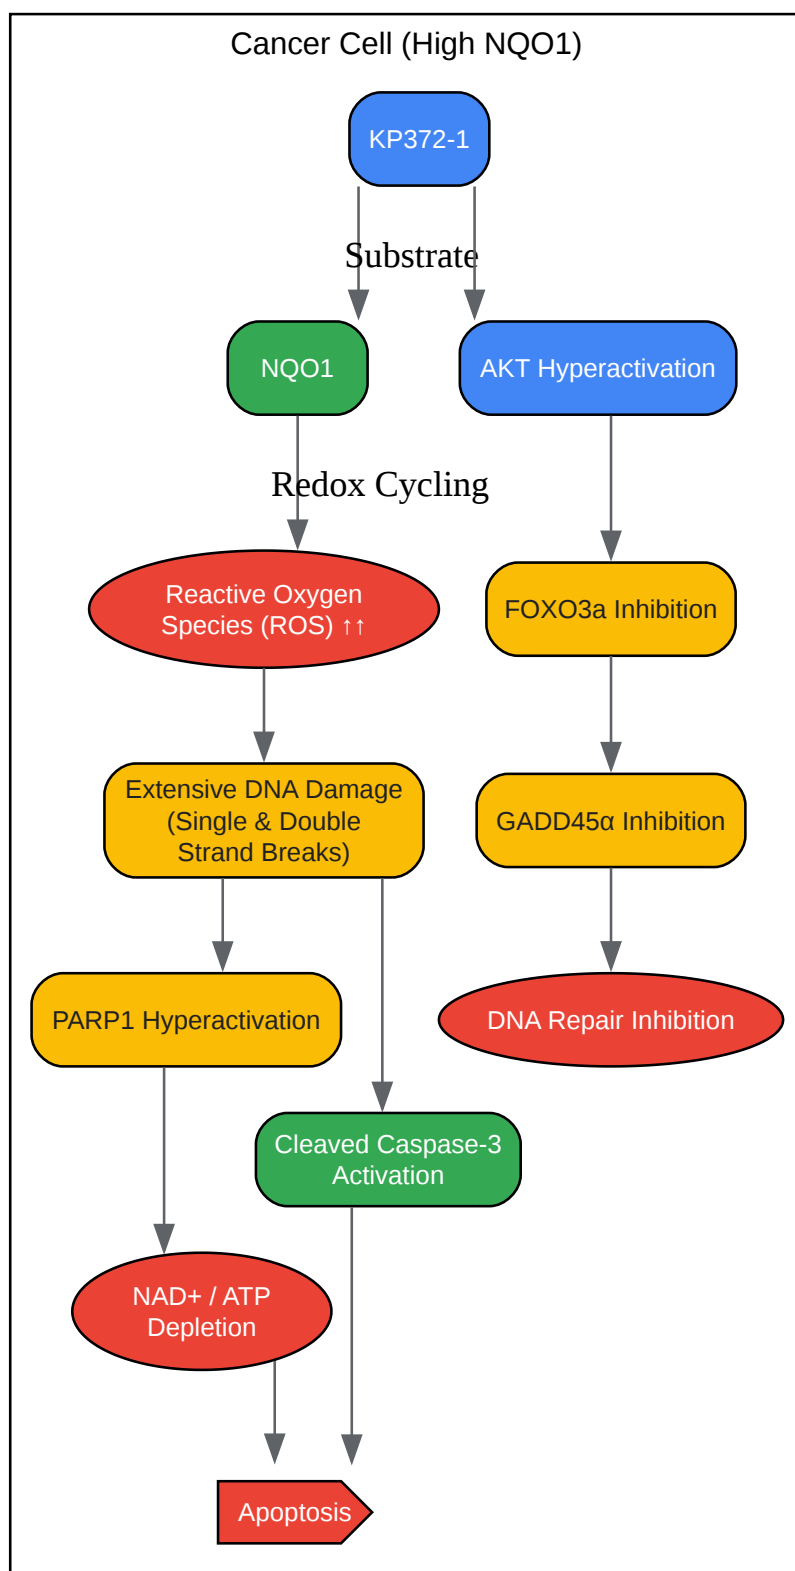 Cancer Cell (High NQO1)
KP372-1
Substrate
NQO1
AKT Hyperactivation
Redox Cycling
Reactive Oxygen
Species (ROS) ↑↑
FOXO3a Inhibition
Extensive DNA Damage
(Single & Double
Strand Breaks)
GADD45α Inhibition
PARP1 Hyperactivation
DNA Repair Inhibition
Cleaved Caspase-3
Activation
NAD+ / ATP
Depletion
Apoptosis